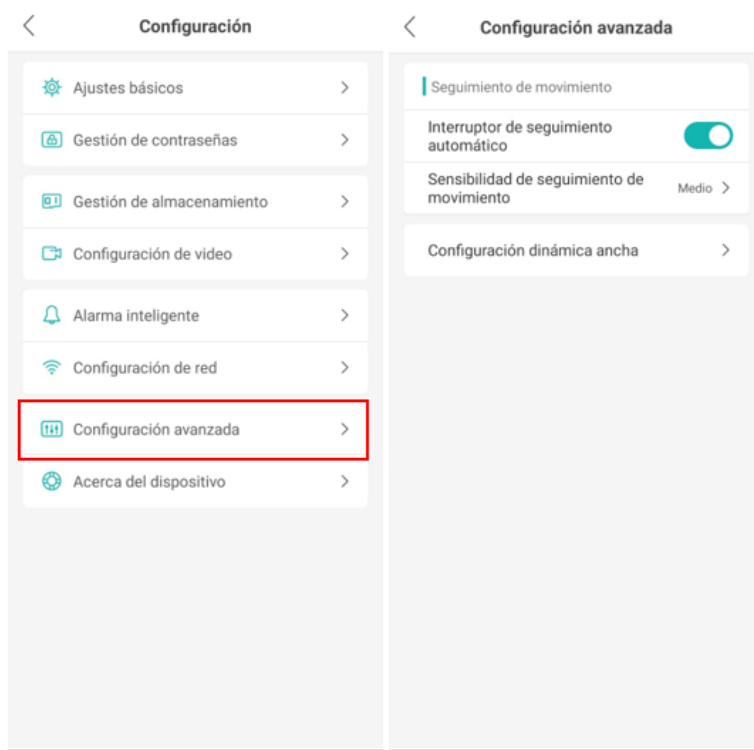 Configuración
Ajustes básicos
Gestión de contraseñas
Gestión de almacenamiento
Configuración de video
Alarma inteligente
Configuración de red
Configuración avanzada
Acerca del dispositivo
Configuración avanzada
Seguimiento de movimiento
Interruptor de seguimiento
automático
Sensibilidad de seguimiento de
movimiento
Medio
Configuración dinámica ancha